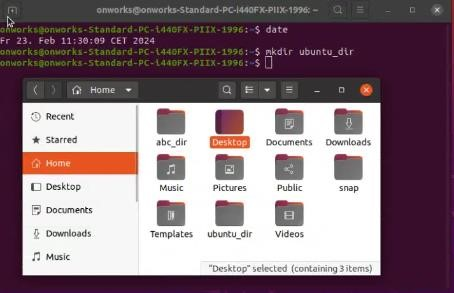 onworks@onworks-Standard-PC-i440FX-PIIX-1996: ~
onworks@onworks-Standard-PC-i440FX-PIIX-1996:~$ date
Fr 23. Feb 11:30:09 CET 2024
onworks@onworks-Standard-PC-i440FX-PIIX-1996:~$ mkdir ubuntu_dir
onworks@onworks-Standard-PC-i440FX-PIIX-1996:~$
Home
Recent
Starred
Home
Desktop
Documents
Downloads
Music
abc_dir
Desktop
Documents
Downloads
Music
Pictures
Public
snap
Templates
ubuntu_dir
Videos
"Desktop" selected (containing 3 items)